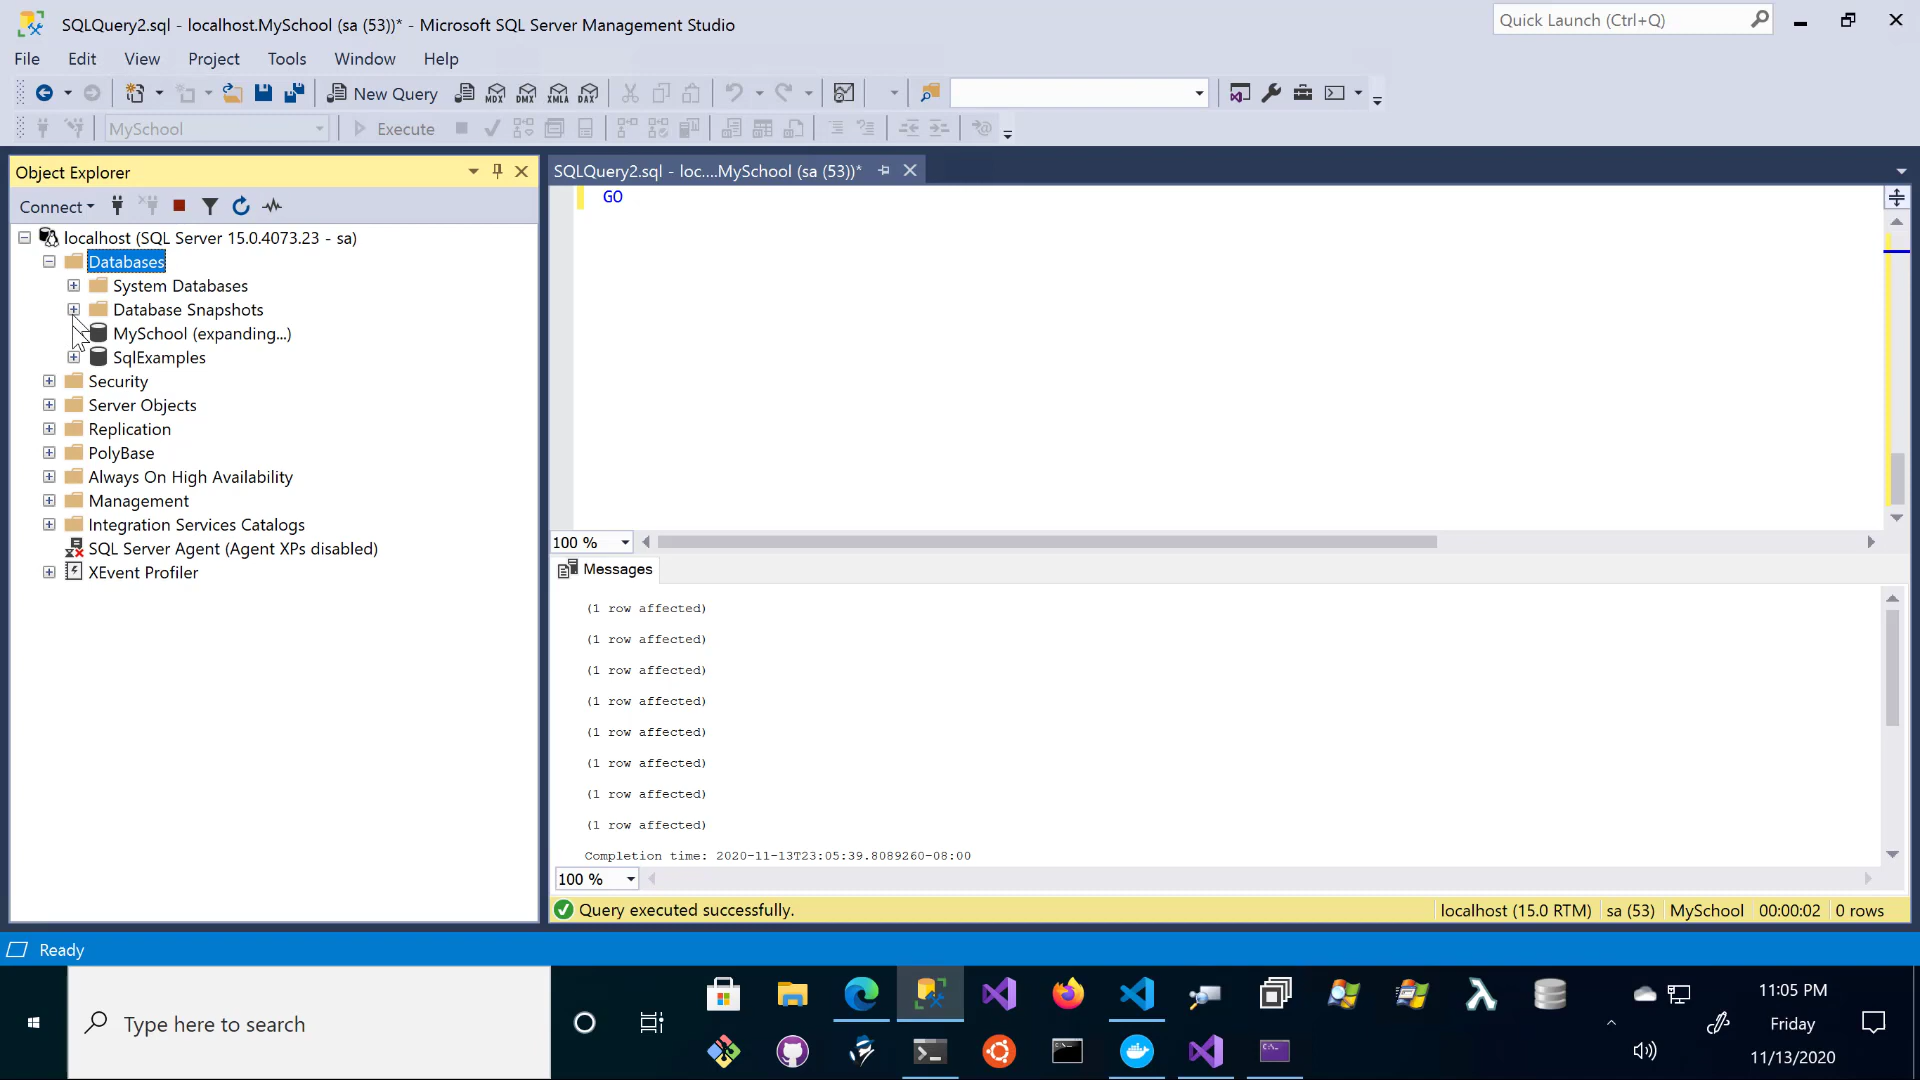 SQLQuery2.sql - localhost.MySchool (sa (53))* - Microsoft SQL Server Management Studio
Quick Launch (Ctrl+Q)
File Edit View Project Tools Window Help
New Query MDX DMX XMLA DAX
MySchool Execute
Object Explorer
SQLQuery2.sql - loc....MySchool (sa (53))*
Connect
GO
localhost (SQL Server 15.0.4073.23 - sa)
Databases
System Databases
Database Snapshots
MySchool (expanding...)
SqlExamples
Security
Server Objects
Replication
PolyBase
Always On High Availability
Management
Integration Services Catalogs
SQL Server Agent (Agent XPs disabled)
XEvent Profiler
100 %
Messages
(1 row affected)
(1 row affected)
(1 row affected)
(1 row affected)
(1 row affected)
(1 row affected)
(1 row affected)
(1 row affected)
Completion time: 2020-11-13T23:05:39.8089260-08:00
100 %
Query executed successfully.
localhost (15.0 RTM) sa (53) MySchool 00:00:02 0 rows
Ready
Type here to search
11:05 PM
Friday
11/13/2020